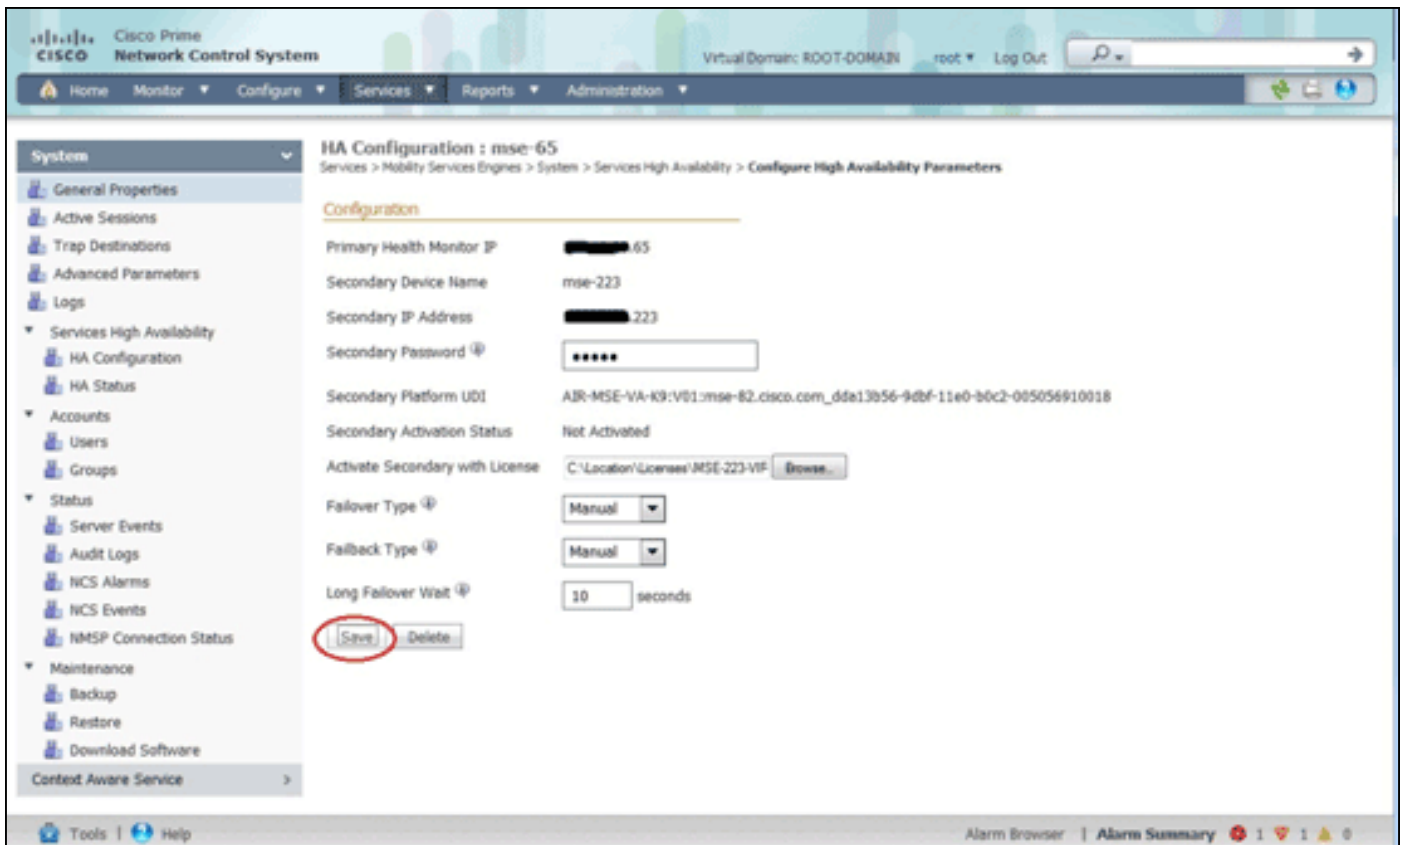 Cisco Prime
CISCO Network Control System
Virtual Domain: ROOT-DOMAIN root Log Out
Home Monitor Configure Services Reports Administration
System
General Properties
Active Sessions
Trap Destinations
Advanced Parameters
Logs
Services High Availability
HA Configuration
HA Status
Accounts
Users
Groups
Status
Server Events
Audit Logs
NCS Alarms
NCS Events
NMSP Connection Status
Maintenance
Backup
Restore
Download Software
Context Aware Service >
HA Configuration : mse-65
Services > Mobility Services Engines > System > Services High Availability > Configure High Availability Parameters
Configuration
Primary Health Monitor IP .65
Secondary Device Name mse-223
Secondary IP Address .223
Secondary Password •••••
Secondary Platform UDI AIR-MSE-VA-K9:V01:mse-82.cisco.com_dda13b56-9dbf-11e0-b0c2-005056910018
Secondary Activation Status Not Activated
Activate Secondary with License C:\Location\Licenses\MSE-223-VIP Browse...
Failover Type Manual
Failback Type Manual
Long Failover Wait 10 seconds
Save Delete
Tools | Help
Alarm Browser | Alarm Summary 1 1 0